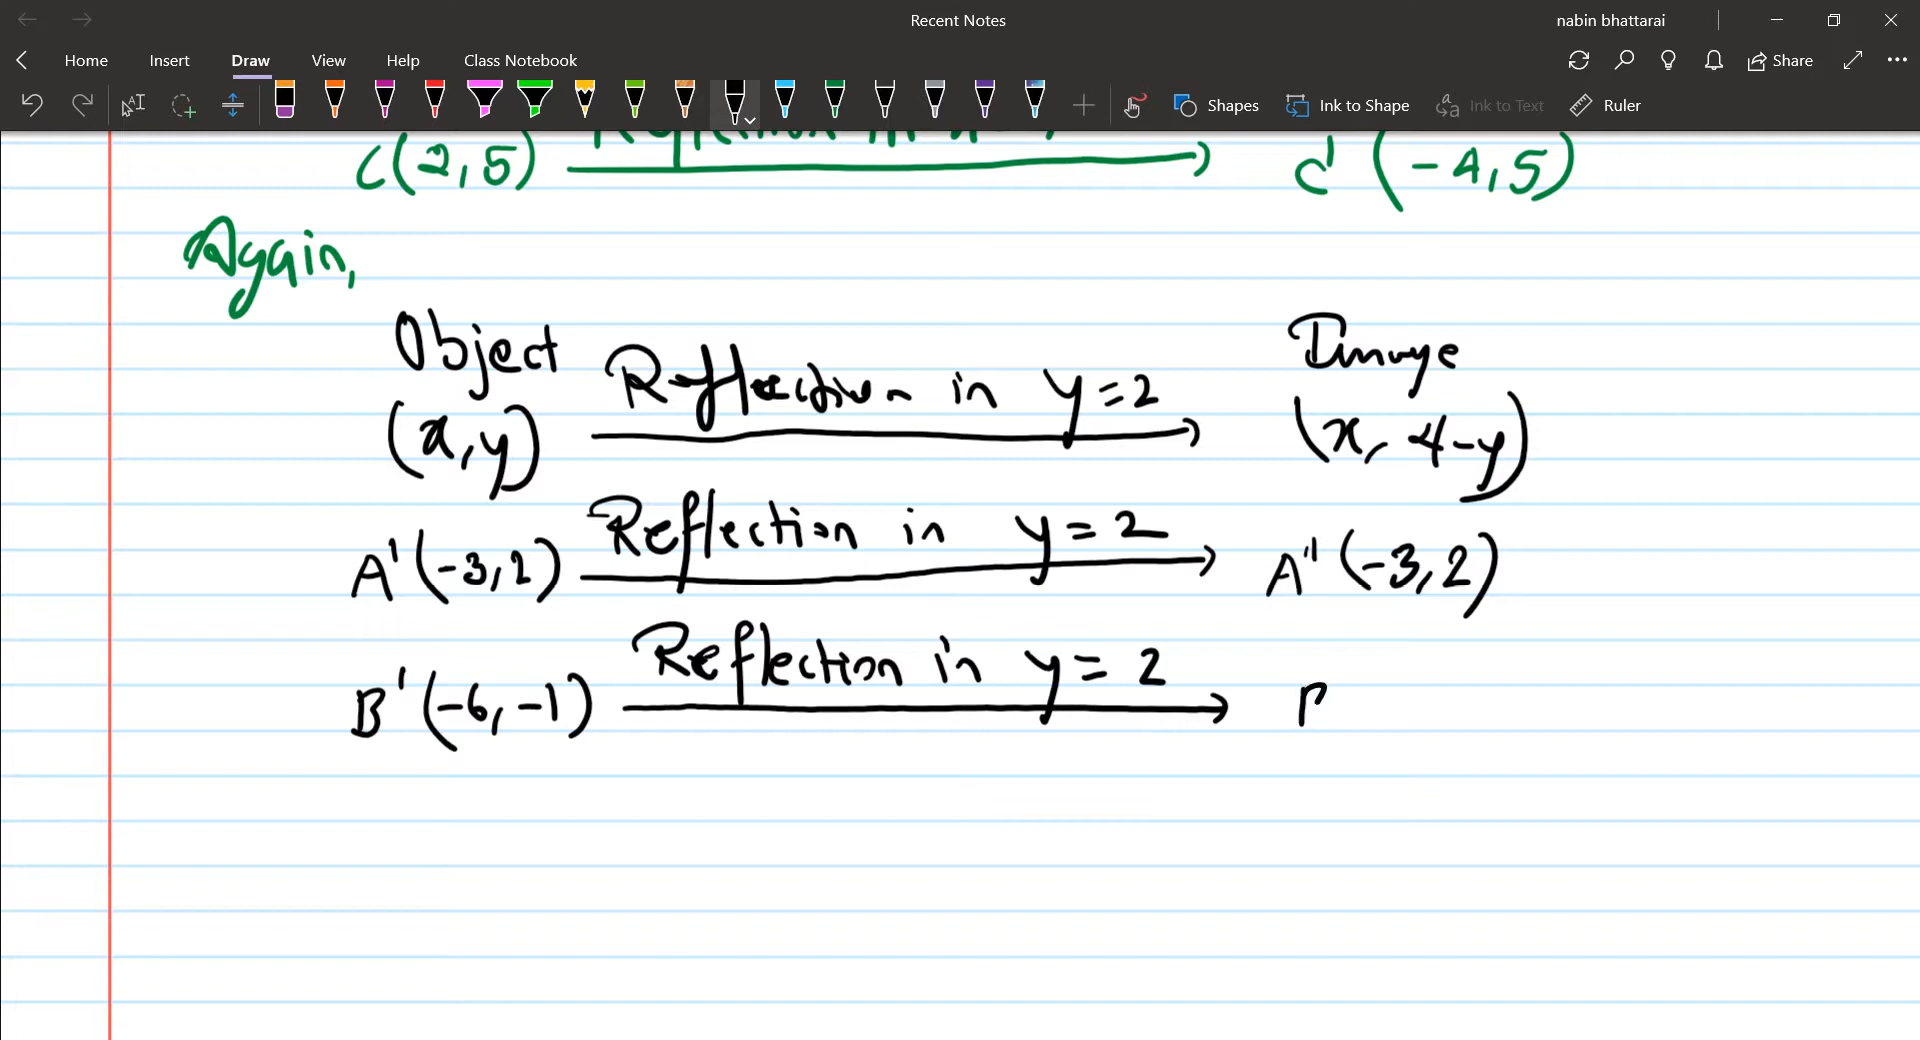 Recent Notes
nabin bhattarai
Home Insert Draw View Help Class Notebook
Share
Shapes Ink to Shape Ink to Text Ruler
C(2,5) C' (-4,5)
Again,
Object Reflection in y=2 Image
(x,y) (x, 4-y)
A'(-3,2) Reflection in y=2 A''(-3,2)
B'(-6,-1) Reflection in y=2